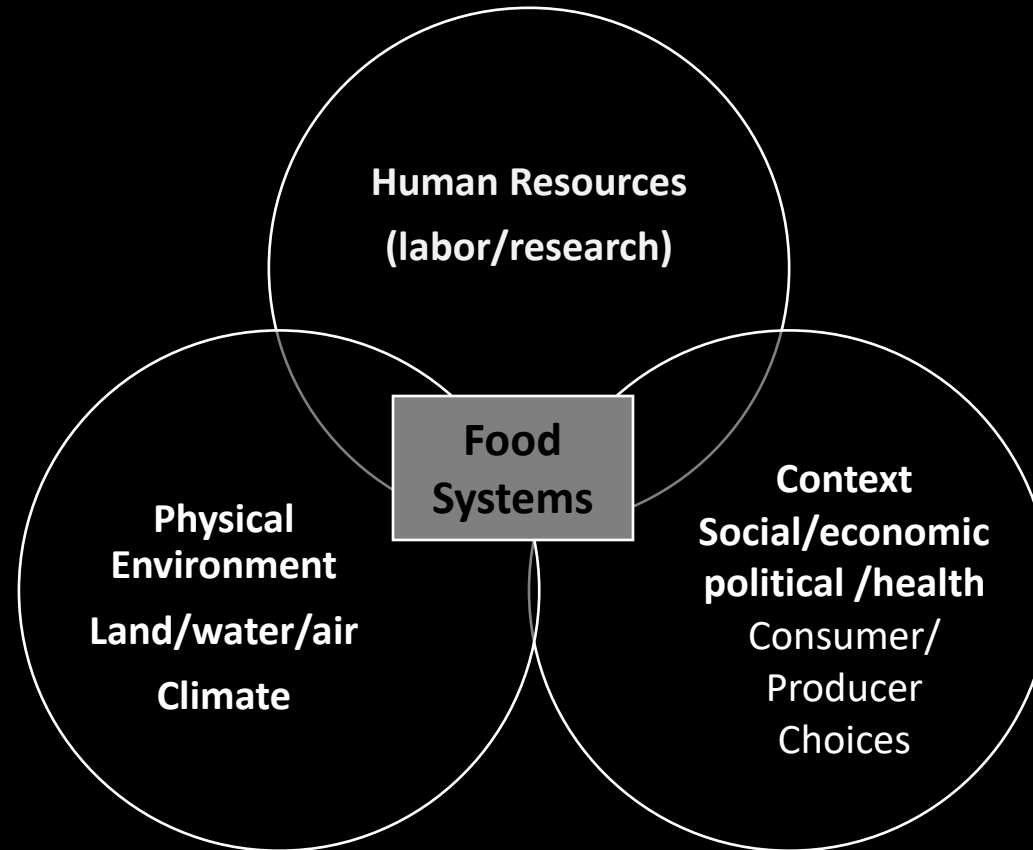 Human Resources
(labor/research)
Food
Systems
Physical
Environment
Land/water/air
Climate
Context
Social/economic
political /health
Consumer/
Producer
Choices